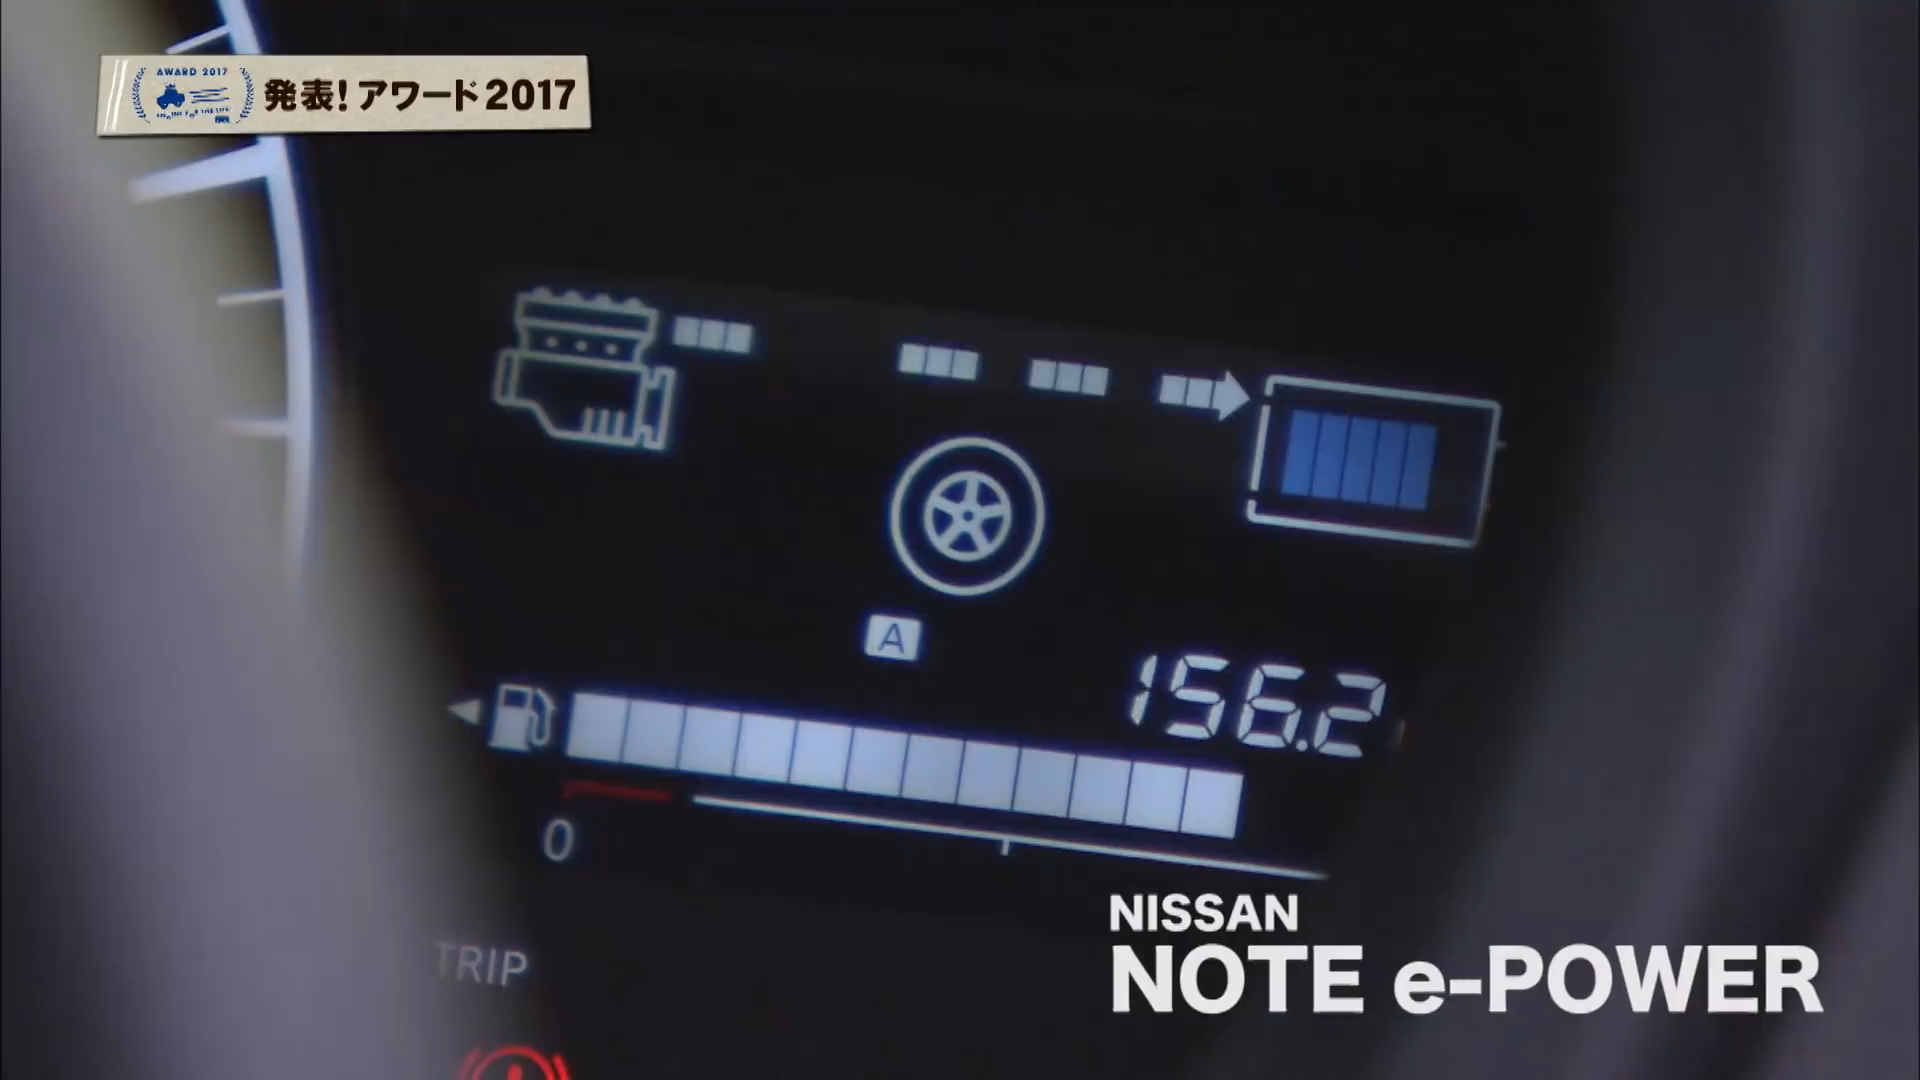 AWARD 2017
発表!アワード2017
A
156.2
0
TRIP
NISSAN
NOTE e-POWER